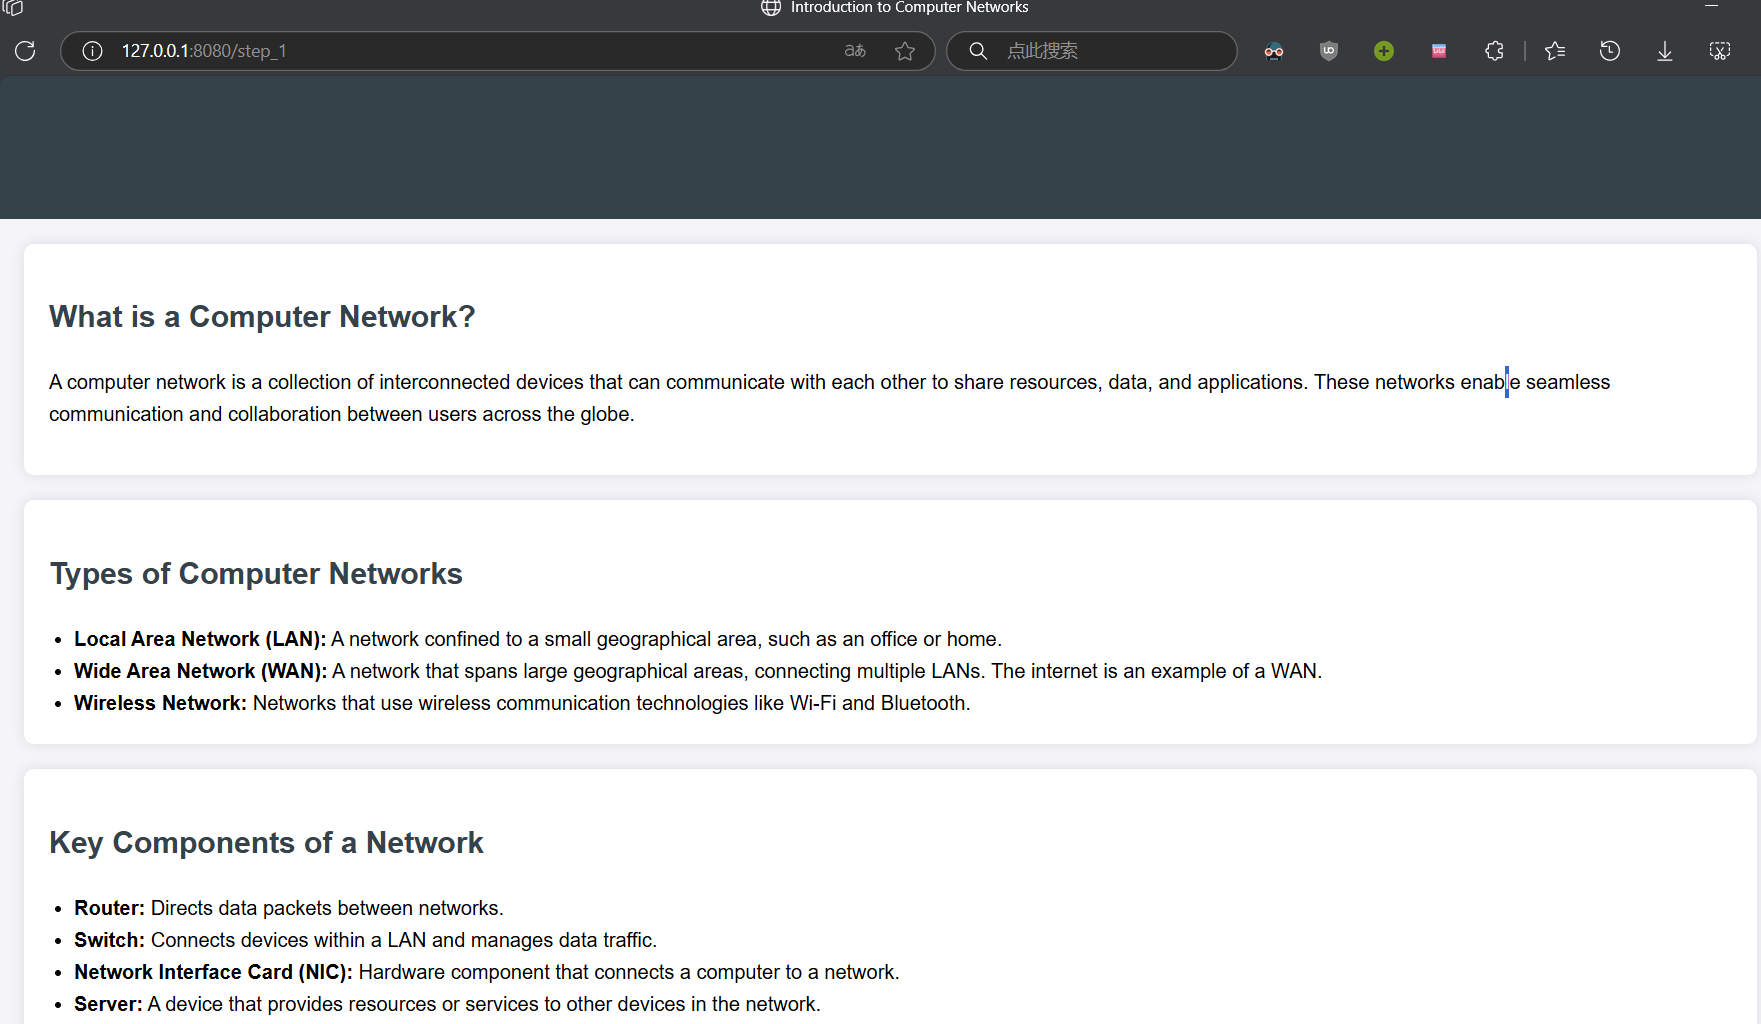 Introduction to Computer Networks
127.0.0.1:8080/step_1
aあ
点此搜索
What is a Computer Network?
A computer network is a collection of interconnected devices that can communicate with each other to share resources, data, and applications. These networks enable seamless
communication and collaboration between users across the globe.
Types of Computer Networks
Local Area Network (LAN): A network confined to a small geographical area, such as an office or home.
Wide Area Network (WAN): A network that spans large geographical areas, connecting multiple LANs. The internet is an example of a WAN.
Wireless Network: Networks that use wireless communication technologies like Wi-Fi and Bluetooth.
Key Components of a Network
Router: Directs data packets between networks.
Switch: Connects devices within a LAN and manages data traffic.
Network Interface Card (NIC): Hardware component that connects a computer to a network.
Server: A device that provides resources or services to other devices in the network.